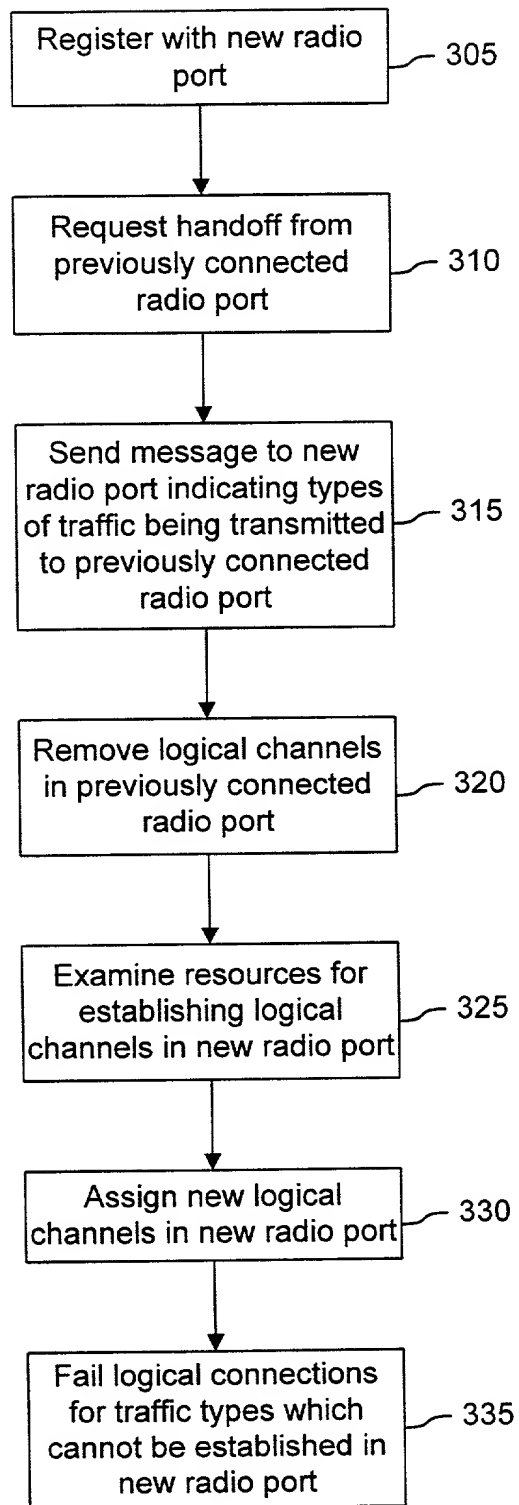 Register with new radio
port
305
Request handoff from
previously connected
radio port
310
Send message to new
radio port indicating types
of traffic being transmitted
to previously connected
radio port
315
Remove logical channels
in previously connected
radio port
320
Examine resources for
establishing logical
channels in new radio port
325
Assign new logical
channels in new radio port
330
Fail logical connections
for traffic types which
cannot be established in
new radio port
335